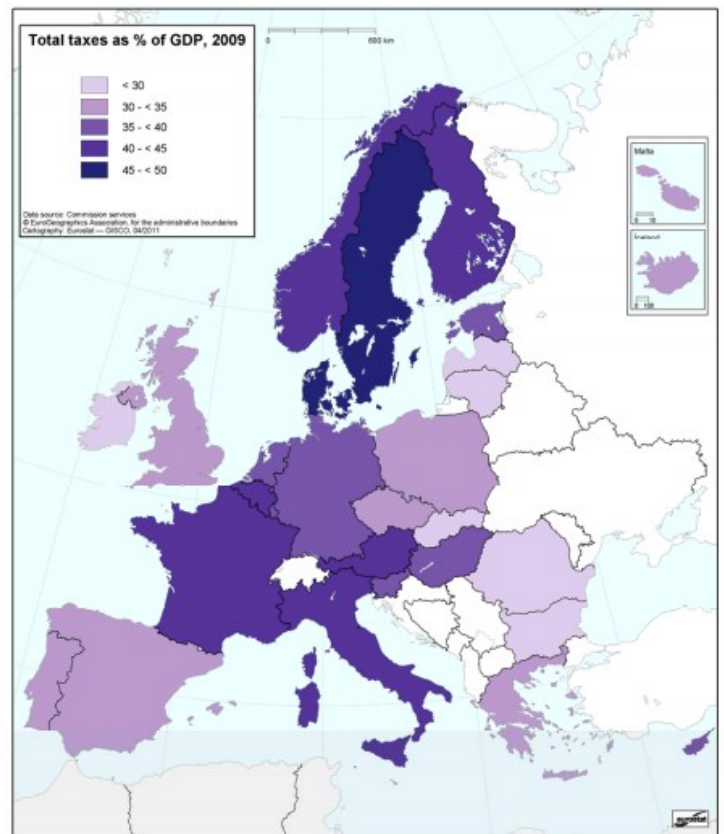 Total taxes as % of GDP, 2009
0 600 km
< 30
30 - < 35
35 - < 40
40 - < 45
45 - < 50
Data source: Commission services
© EuroGeographics Association, for the administrative boundaries
Cartography: Eurostat — GISCO, 04/2011
Malta
0 10
Iceland
0 100
eurostat